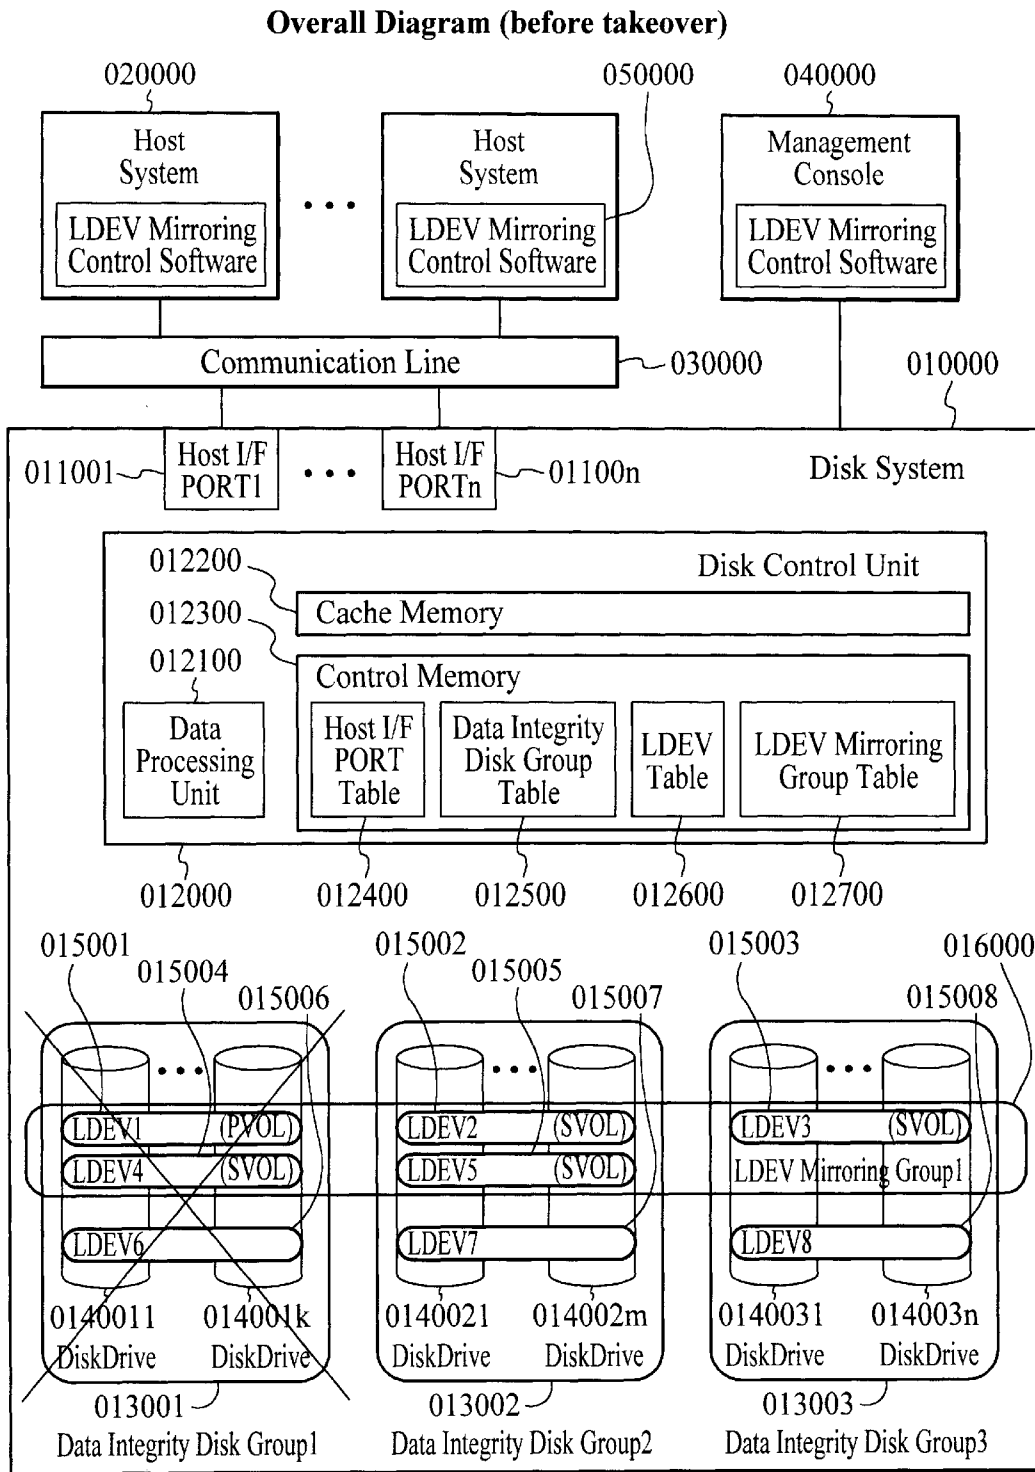 Overall Diagram (before takeover)
020000
050000
040000
Host
System
LDEV Mirroring
Control Software
Host
System
LDEV Mirroring
Control Software
Management
Console
LDEV Mirroring
Control Software
Communication Line
030000
010000
011001
Host I/F
PORT1
Host I/F
PORTn
01100n
Disk System
012200
Disk Control Unit
Cache Memory
012300
Control Memory
012100
Data
Processing
Unit
Host I/F
PORT
Table
Data Integrity
Disk Group
Table
LDEV
Table
LDEV Mirroring
Group Table
012000
012400
012500
012600
012700
015001
015004
015006
015002
015005
015007
015003
015008
016000
LDEV1 (PVOL)
LDEV4 (SVOL)
LDEV6
LDEV2 (SVOL)
LDEV5 (SVOL)
LDEV7
LDEV3 (SVOL)
LDEV Mirroring Group1
LDEV8
0140011
DiskDrive
014001k
DiskDrive
0140021
DiskDrive
014002m
DiskDrive
0140031
DiskDrive
014003n
DiskDrive
013001
Data Integrity Disk Group1
013002
Data Integrity Disk Group2
013003
Data Integrity Disk Group3